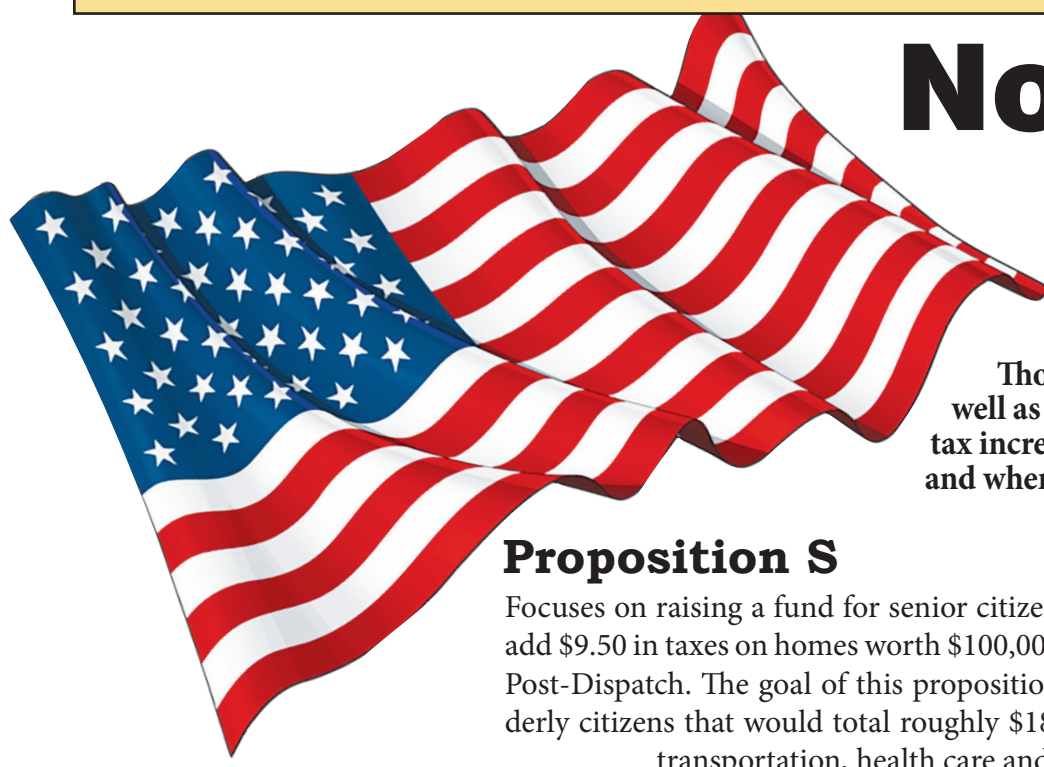 No
Tho
well as
tax incre
and wher
Proposition S
Focuses on raising a fund for senior citize
add $9.50 in taxes on homes worth $100,00
Post-Dispatch. The goal of this propositio
derly citizens that would total roughly $18
transportation, health care and